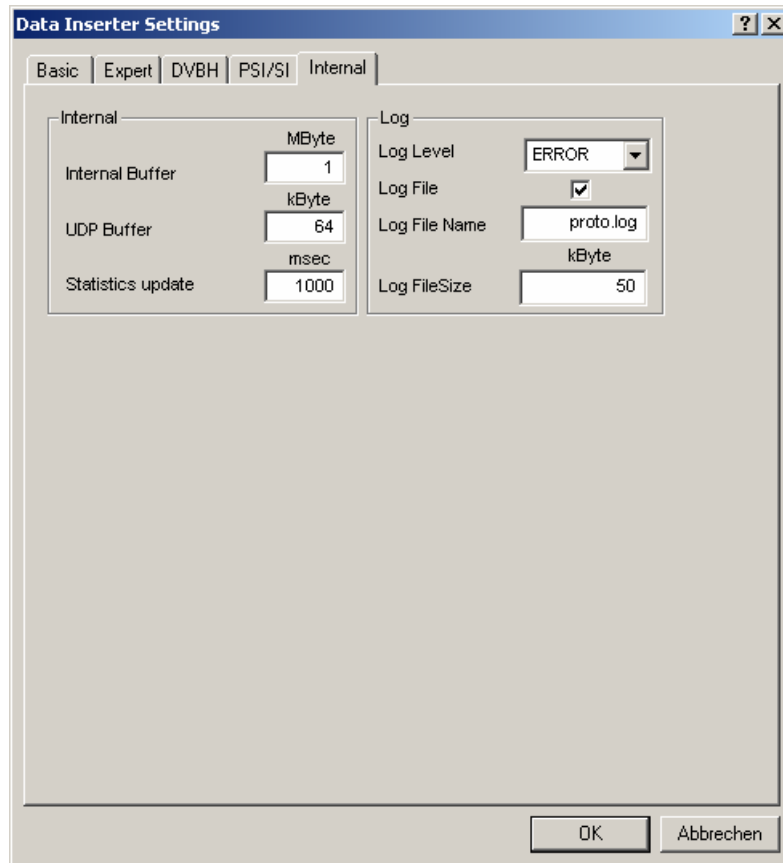 Data Inserter Settings
Basic Expert DVBH PSI/SI Internal
Internal
MByte
Internal Buffer 1
kByte
UDP Buffer 64
msec
Statistics update 1000
Log
Log Level ERROR
Log File
Log File Name proto.log
kByte
Log FileSize 50
OK Abbrechen